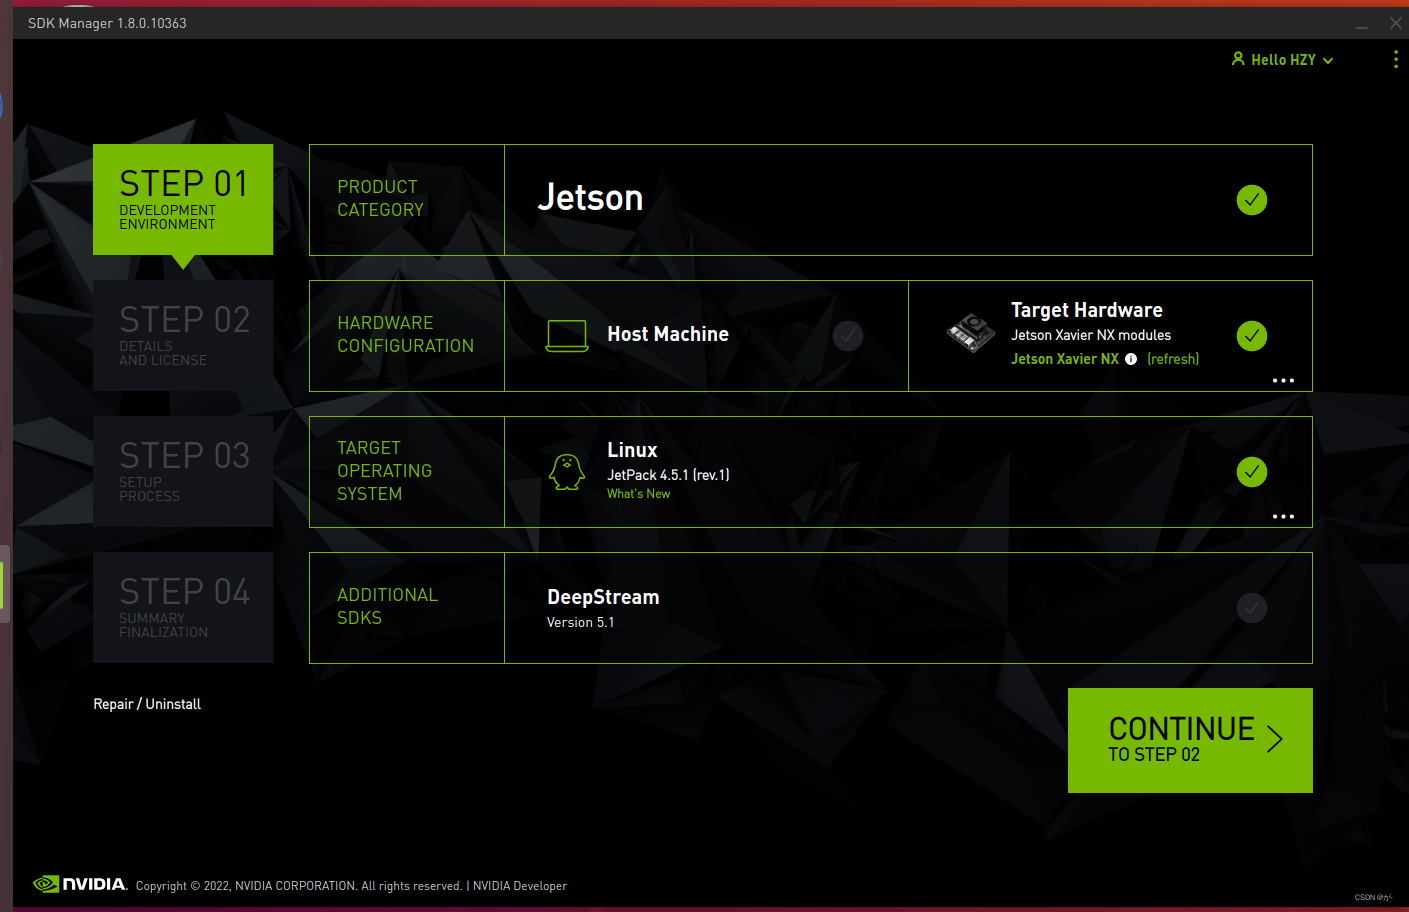 SDK Manager 1.8.0.10363
Hello HZY
STEP 01
DEVELOPMENT
ENVIRONMENT
PRODUCT
CATEGORY
Jetson
STEP 02
DETAILS
AND LICENSE
HARDWARE
CONFIGURATION
Host Machine
Target Hardware
Jetson Xavier NX modules
Jetson Xavier NX (refresh)
STEP 03
SETUP
PROCESS
TARGET
OPERATING
SYSTEM
Linux
JetPack 4.5.1 (rev.1)
What's New
STEP 04
SUMMARY
FINALIZATION
ADDITIONAL
SDKS
DeepStream
Version 5.1
Repair / Uninstall
CONTINUE
TO STEP 02
NVIDIA. Copyright © 2022, NVIDIA CORPORATION. All rights reserved. | NVIDIA Developer
CSDN @が-